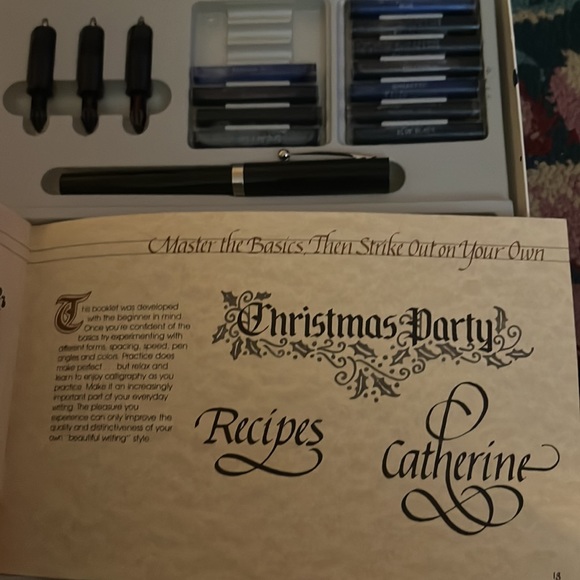 Master the Basics, Then Strike Out on Your Own
This booklet was developed
with the beginner in mind.
Once you're confident of the
basics try experimenting with
different forms, spacing, speed, pen
angles and colors. Practice does
make perfect . . . but relax and
learn to enjoy calligraphy as you
practice. Make it an increasingly
important part of your everyday
writing. The pleasure you
experience can only improve the
quality and distinctiveness of your
own "beautiful writing" style.
Christmas Party
Recipes
Catherine